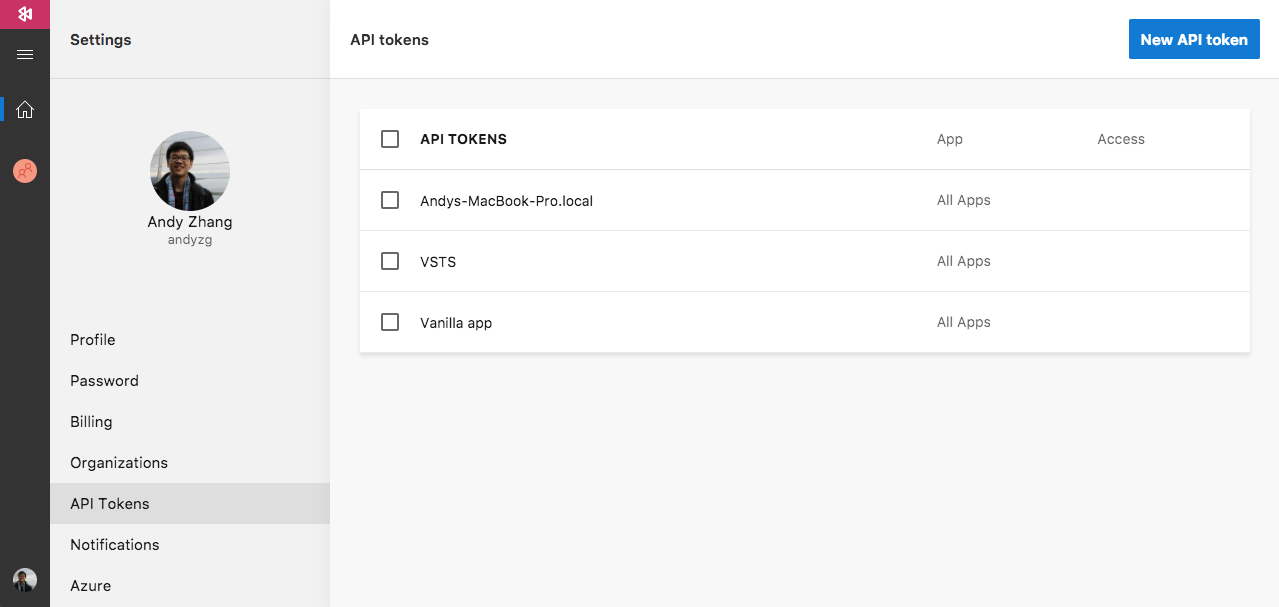 Settings
API tokens
New API token
Andy Zhang
andyzg
Profile
Password
Billing
Organizations
API Tokens
Notifications
Azure
API TOKENS App Access
Andys-MacBook-Pro.local All Apps
VSTS All Apps
Vanilla app All Apps